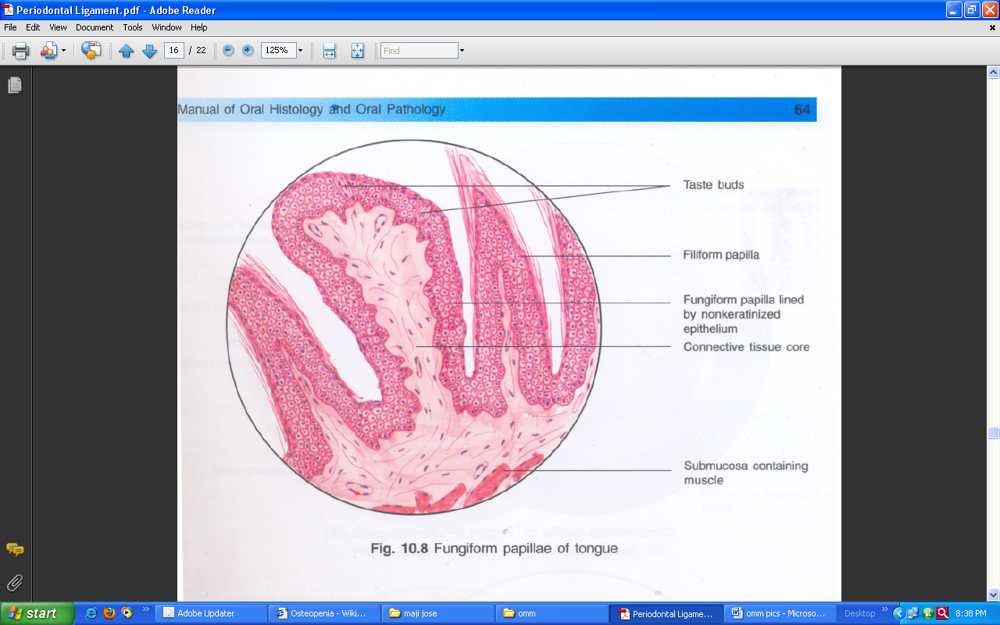 Periodontal Ligament.pdf - Adobe Reader
File Edit View Document Tools Window Help
16 / 22 125% Find
Manual of Oral Histology and Oral Pathology 64
Taste buds
Filiform papilla
Fungiform papilla lined
by nonkeratinized
epithelium
Connective tissue core
Submucosa containing
muscle
Fig. 10.8 Fungiform papillae of tongue
start Adobe Updater Osteopenia - Wiki... maji jose omm Periodontal Ligame... omm pics - Microso... Desktop 8:38 PM